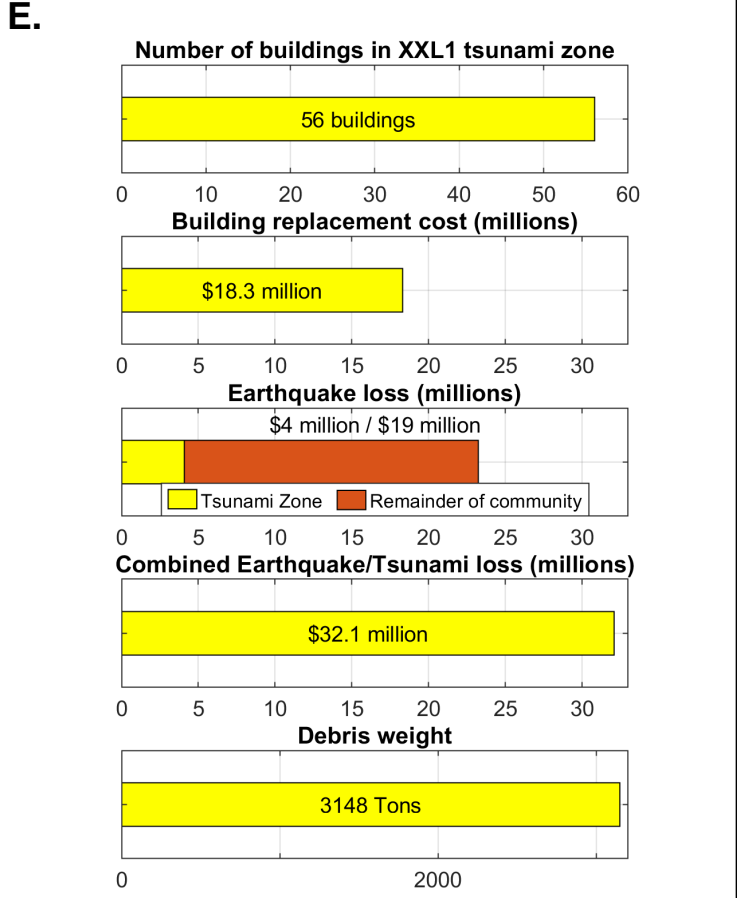 E.
Number of buildings in XXL1 tsunami zone
56 buildings
0 10 20 30 40 50 60
Building replacement cost (millions)
$18.3 million
0 5 10 15 20 25 30
Earthquake loss (millions)
$4 million / $19 million
Tsunami Zone Remainder of community
0 5 10 15 20 25 30
Combined Earthquake/Tsunami loss (millions)
$32.1 million
0 5 10 15 20 25 30
Debris weight
3148 Tons
0 2000